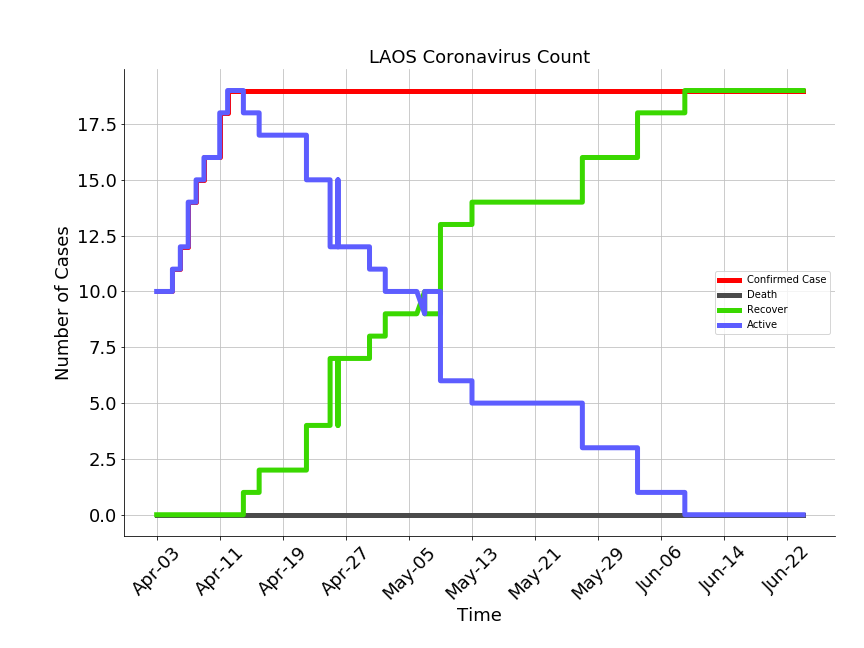 LAOS Coronavirus Count
Number of Cases
17.5
15.0
12.5
10.0
7.5
5.0
2.5
0.0
Confirmed Case
Death
Recover
Active
Apr-03
Apr-11
Apr-19
Apr-27
May-05
May-13
May-21
May-29
Jun-06
Jun-14
Jun-22
Time